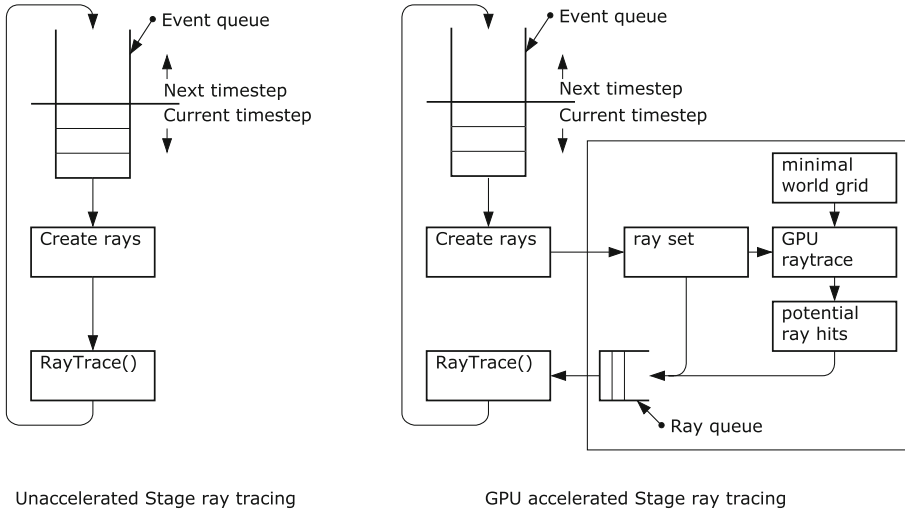 Event queue
Next timestep
Current timestep
Create rays
RayTrace()
Unaccelerated Stage ray tracing
Event queue
Next timestep
Current timestep
minimal
world grid
Create rays
ray set
GPU
raytrace
potential
ray hits
RayTrace()
Ray queue
GPU accelerated Stage ray tracing